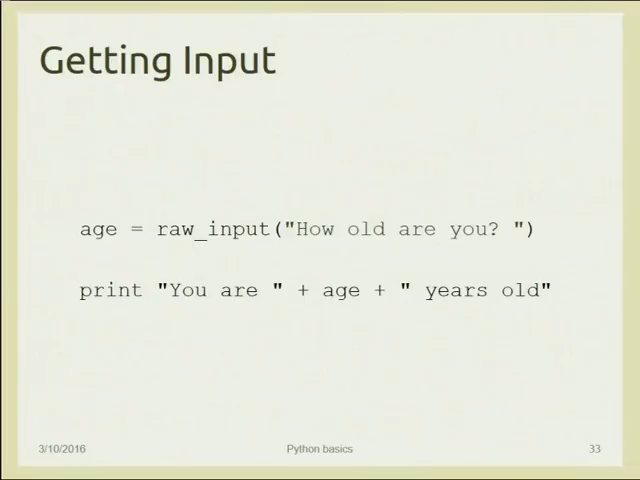 Getting Input
age = raw_input("How old are you? ")
print "You are " + age + " years old"
3/10/2016
Python basics
33